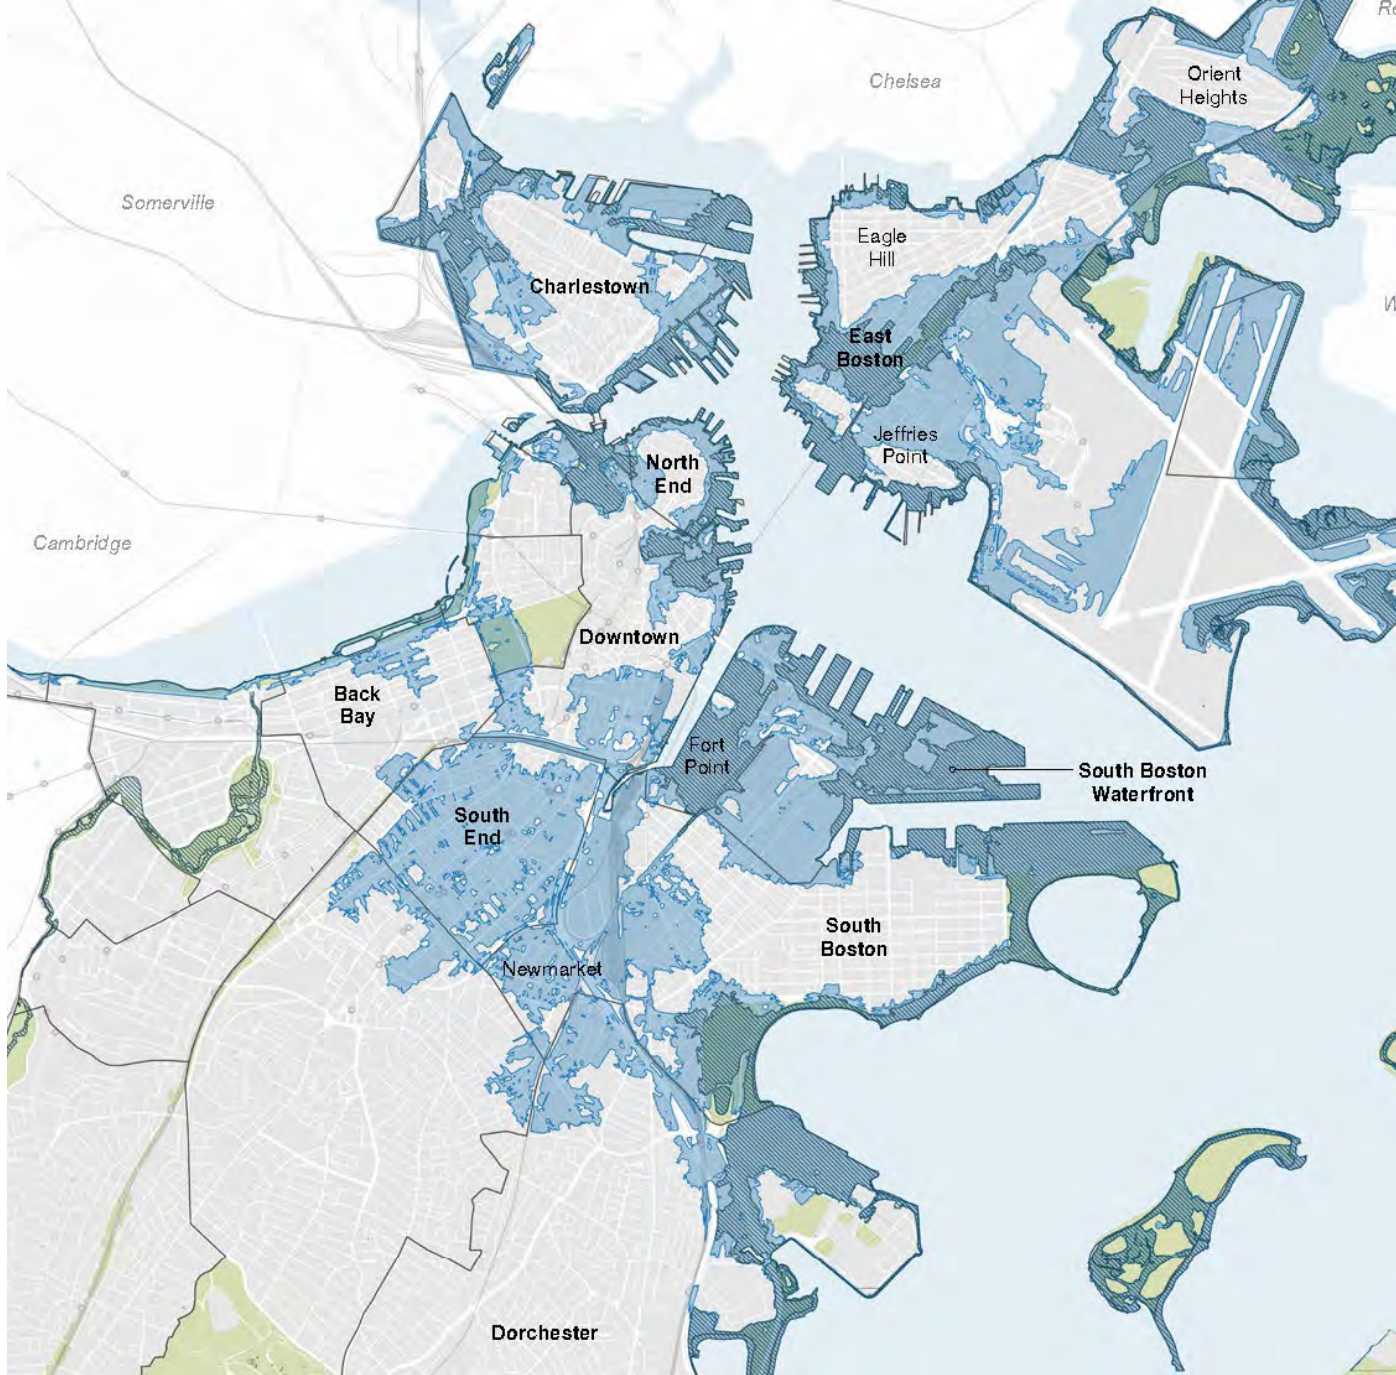 Re
Chelsea
Orient
Heights
Somerville
Eagle
Hill
Charlestown
W
East
Boston
Jeffries
Point
North
End
Cambridge
Downtown
Back
Bay
Fort
Point
South Boston
Waterfront
South
End
South
Boston
Newmarket
Dorchester